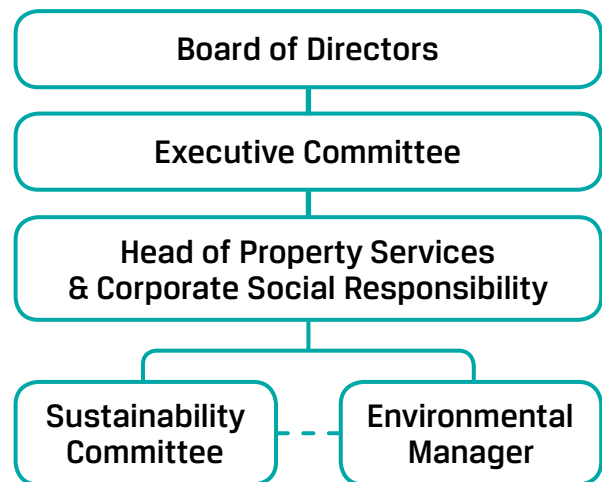 Board of Directors
Executive Committee
Head of Property Services
& Corporate Social Responsibility
Sustainability
Committee
Environmental
Manager